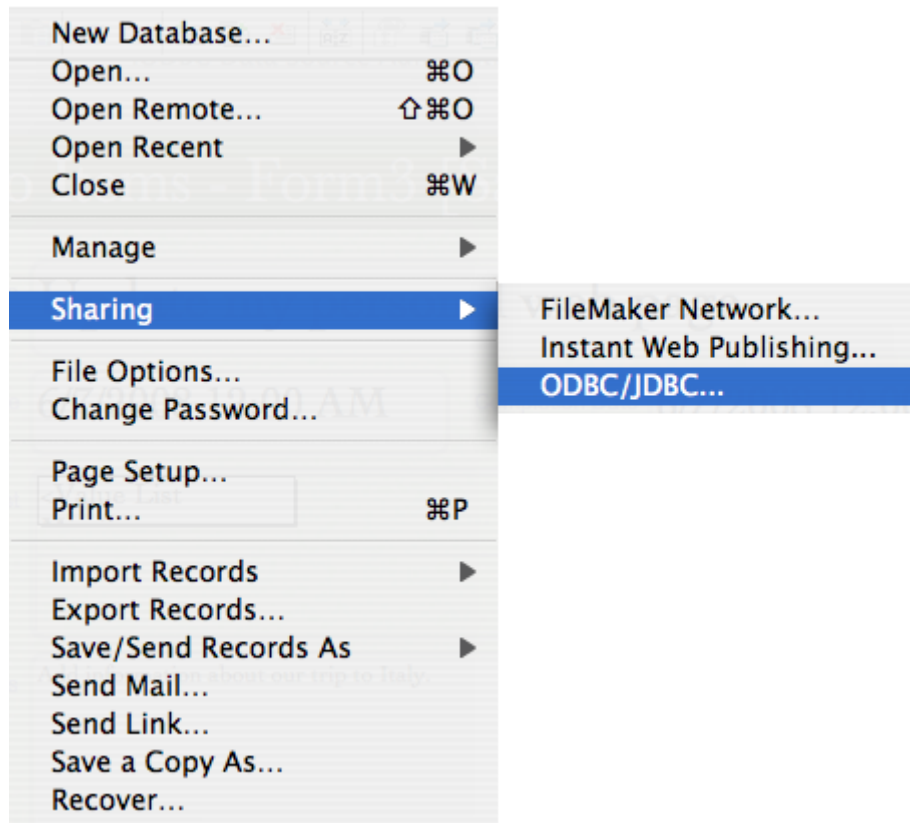 New Database...
Open... ⌘O
Open Remote... ⇧⌘O
Open Recent ▶
Close ⌘W
Manage ▶
Sharing ▶
FileMaker Network...
Instant Web Publishing...
ODBC/JDBC...
File Options...
Change Password...
Page Setup...
Print... ⌘P
Import Records ▶
Export Records...
Save/Send Records As ▶
Send Mail...
Send Link...
Save a Copy As...
Recover...